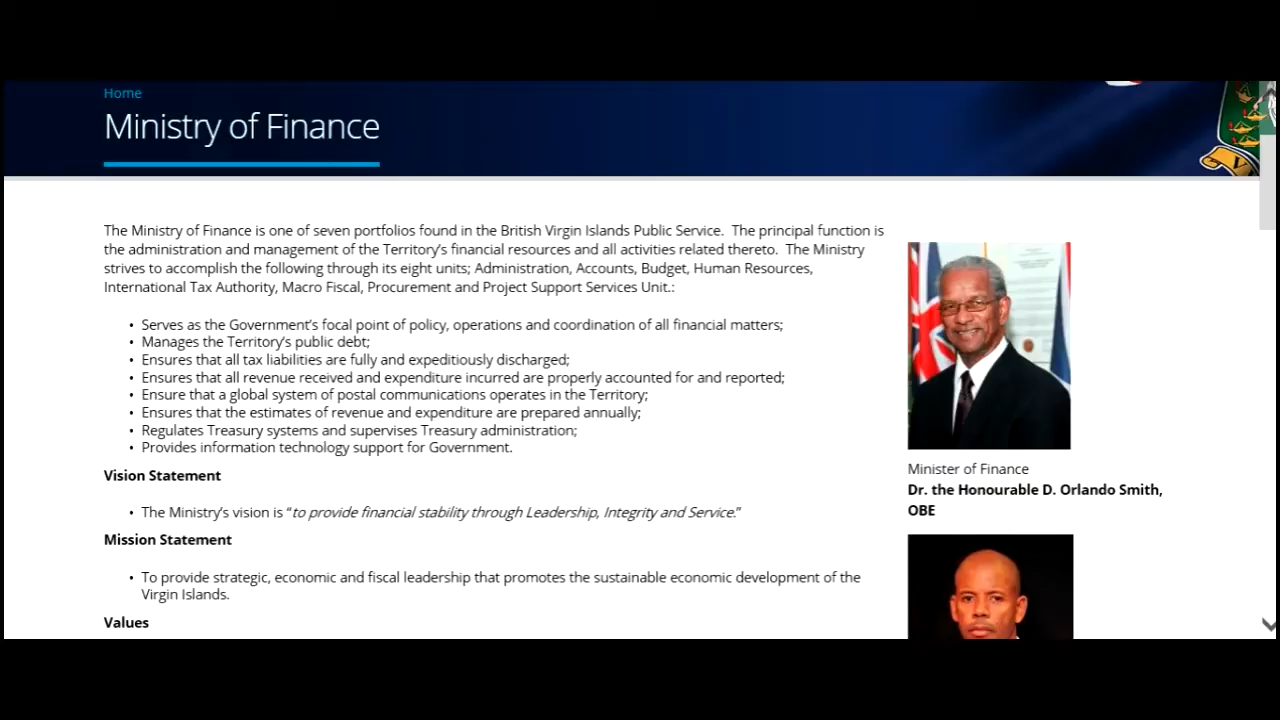 Home
Ministry of Finance
The Ministry of Finance is one of seven portfolios found in the British Virgin Islands Public Service.  The principal function is
the administration and management of the Territory's financial resources and all activities related thereto.  The Ministry
strives to accomplish the following through its eight units; Administration, Accounts, Budget, Human Resources,
International Tax Authority, Macro Fiscal, Procurement and Project Support Services Unit.:
• Serves as the Government's focal point of policy, operations and coordination of all financial matters;
• Manages the Territory's public debt;
• Ensures that all tax liabilities are fully and expeditiously discharged;
• Ensures that all revenue received and expenditure incurred are properly accounted for and reported;
• Ensure that a global system of postal communications operates in the Territory;
• Ensures that the estimates of revenue and expenditure are prepared annually;
• Regulates Treasury systems and supervises Treasury administration;
• Provides information technology support for Government.
Vision Statement
• The Ministry's vision is “to provide financial stability through Leadership, Integrity and Service.”
Mission Statement
• To provide strategic, economic and fiscal leadership that promotes the sustainable economic development of the
Virgin Islands.
Values
Minister of Finance
Dr. the Honourable D. Orlando Smith,
OBE